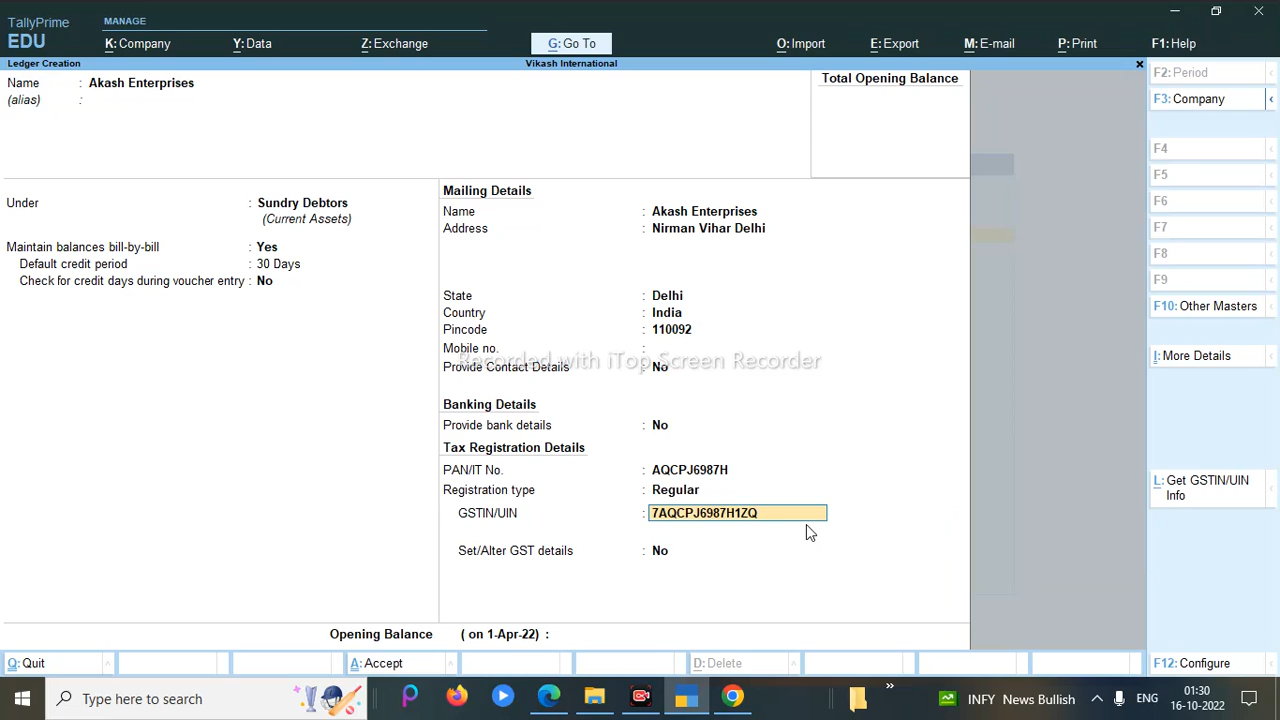 TallyPrime
EDU
MANAGE
K: Company
Y: Data
Z: Exchange
G: Go To
O: Import
E: Export
M: E-mail
P: Print
F1: Help
Ledger Creation
Vikash International
Name : Akash Enterprises
(alias) :
Total Opening Balance
Under : Sundry Debtors
(Current Assets)
Maintain balances bill-by-bill : Yes
Default credit period : 30 Days
Check for credit days during voucher entry : No
Mailing Details
Name : Akash Enterprises
Address : Nirman Vihar Delhi
State : Delhi
Country : India
Pincode : 110092
Mobile no. :
Recorded with iTop Screen Recorder
Provide Contact Details : No
Banking Details
Provide bank details : No
Tax Registration Details
PAN/IT No. : AQCPJ6987H
Registration type : Regular
GSTIN/UIN : 7AQCPJ6987H1ZQ
Set/Alter GST details : No
Opening Balance ( on 1-Apr-22) :
F2: Period
F3: Company
F4
F5
F6
F7
F8
F9
F10: Other Masters
I: More Details
L: Get GSTIN/UIN
Info
Q: Quit
A: Accept
D: Delete
F12: Configure
Type here to search
INFY News Bullish
ENG
01:30
16-10-2022